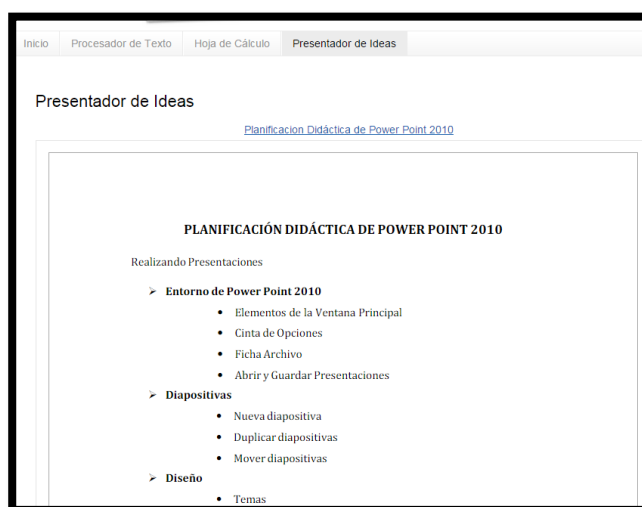 Inicio Procesador de Texto Hoja de Cálculo Presentador de Ideas
Presentador de Ideas
Planificacion Didáctica de Power Point 2010
PLANIFICACIÓN DIDÁCTICA DE POWER POINT 2010
Realizando Presentaciones
➢ Entorno de Power Point 2010
• Elementos de la Ventana Principal
• Cinta de Opciones
• Ficha Archivo
• Abrir y Guardar Presentaciones
➢ Diapositivas
• Nueva diapositiva
• Duplicar diapositivas
• Mover diapositivas
➢ Diseño
• Temas